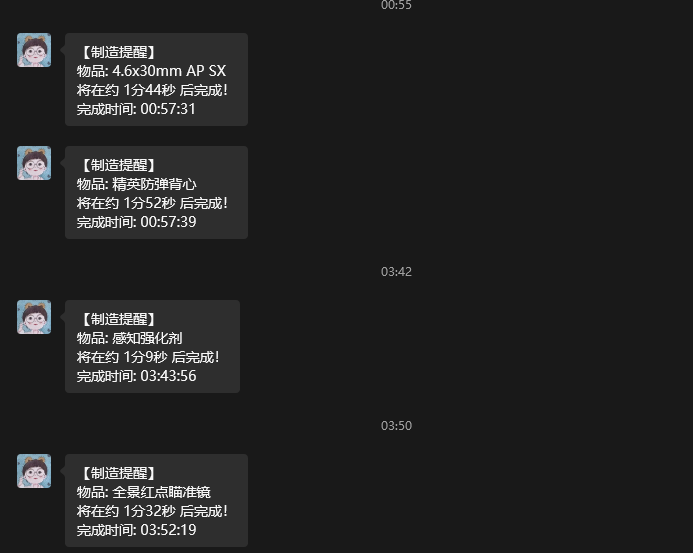 00:55
【制造提醒】
物品: 4.6x30mm AP SX
将在约 1分44秒 后完成!
完成时间: 00:57:31
【制造提醒】
物品: 精英防弹背心
将在约 1分52秒 后完成!
完成时间: 00:57:39
03:42
【制造提醒】
物品: 感知强化剂
将在约 1分9秒 后完成!
完成时间: 03:43:56
03:50
【制造提醒】
物品: 全景红点瞄准镜
将在约 1分32秒 后完成!
完成时间: 03:52:19